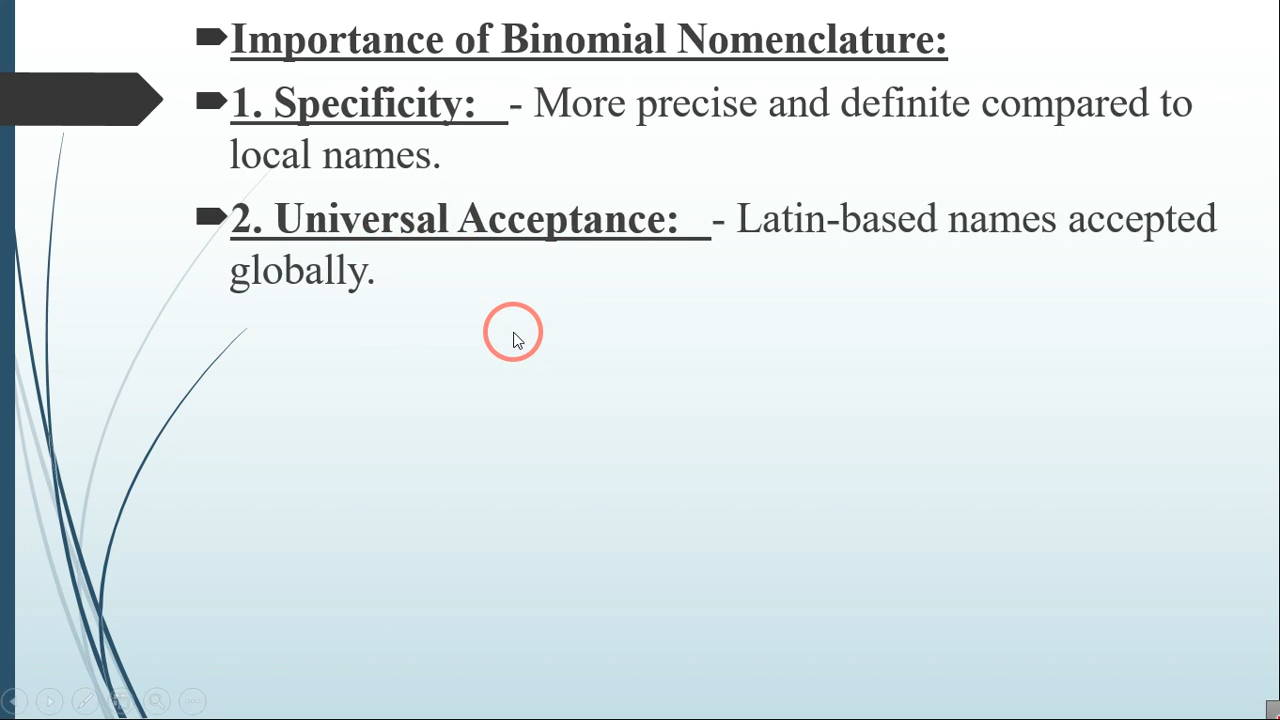 Importance of Binomial Nomenclature:
1. Specificity: - More precise and definite compared to
local names.
2. Universal Acceptance: - Latin-based names accepted
globally.